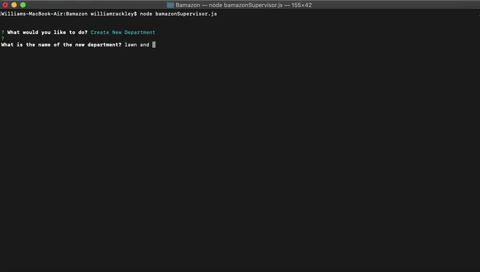 Bamazon — node bamazonSupervisor.js — 155×42
[Williams-MacBook-Air:Bamazon williamrackley$ node bamazonSupervisor.js
? What would you like to do? Create New Department
?
What is the name of the new department? lawn and